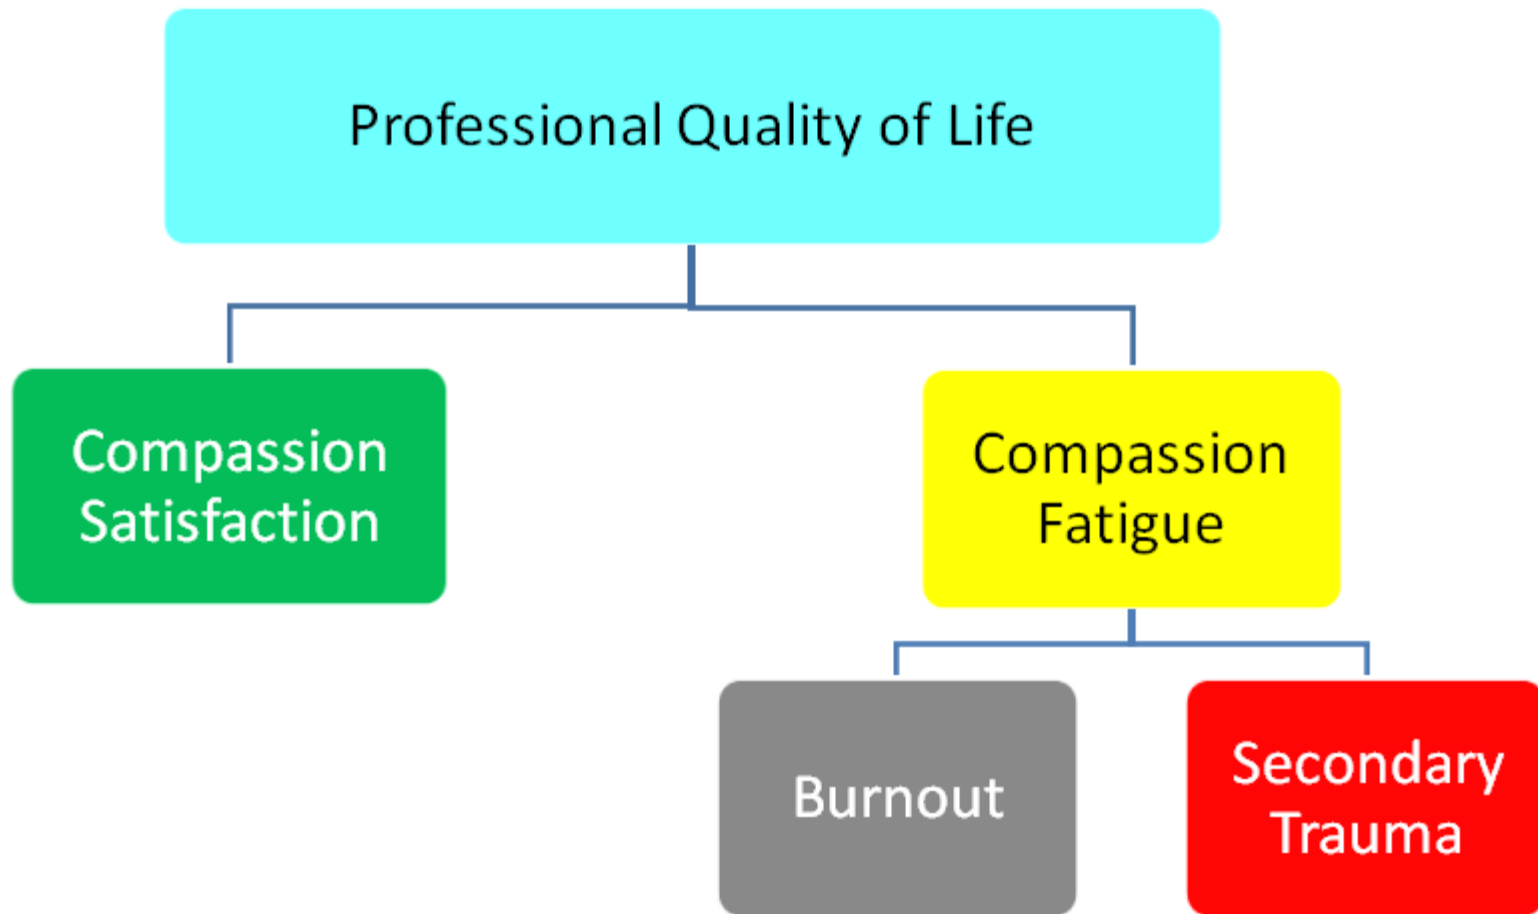 Professional Quality of Life
Compassion
Satisfaction
Compassion
Fatigue
Burnout
Secondary
Trauma